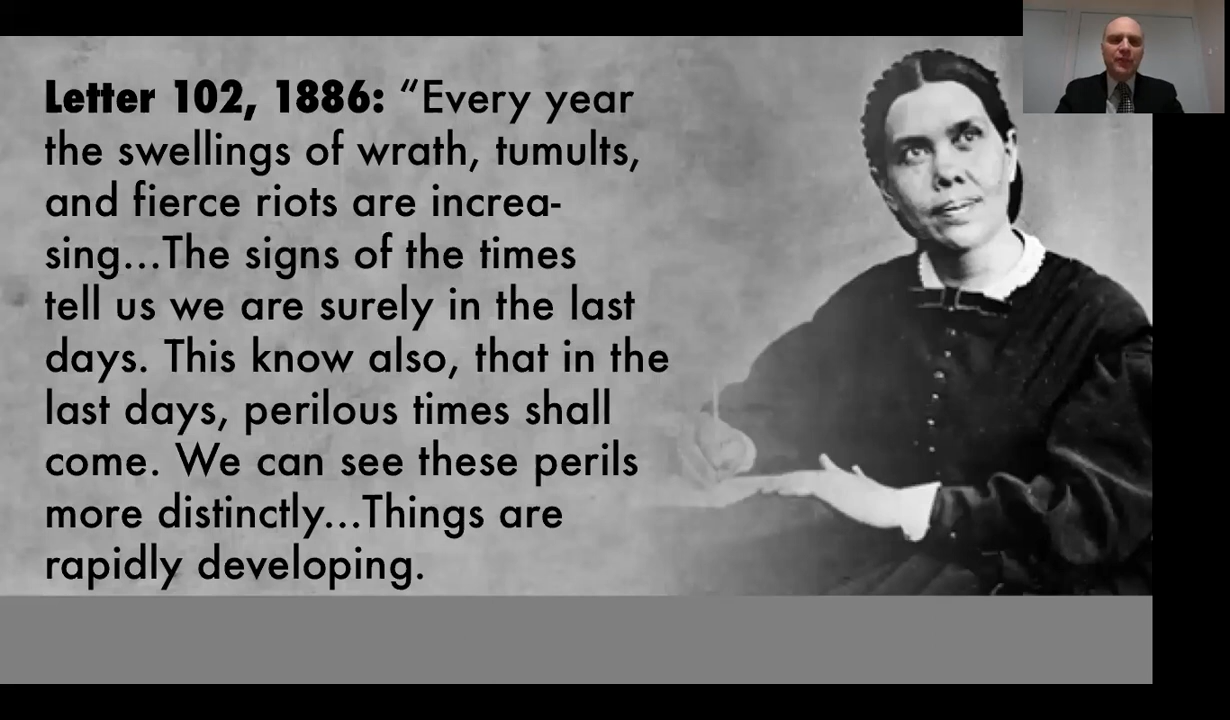 Letter 102, 1886: “Every year
the swellings of wrath, tumults,
and fierce riots are increa-
sing...The signs of the times
tell us we are surely in the last
days. This know also, that in the
last days, perilous times shall
come. We can see these perils
more distinctly...Things are
rapidly developing.